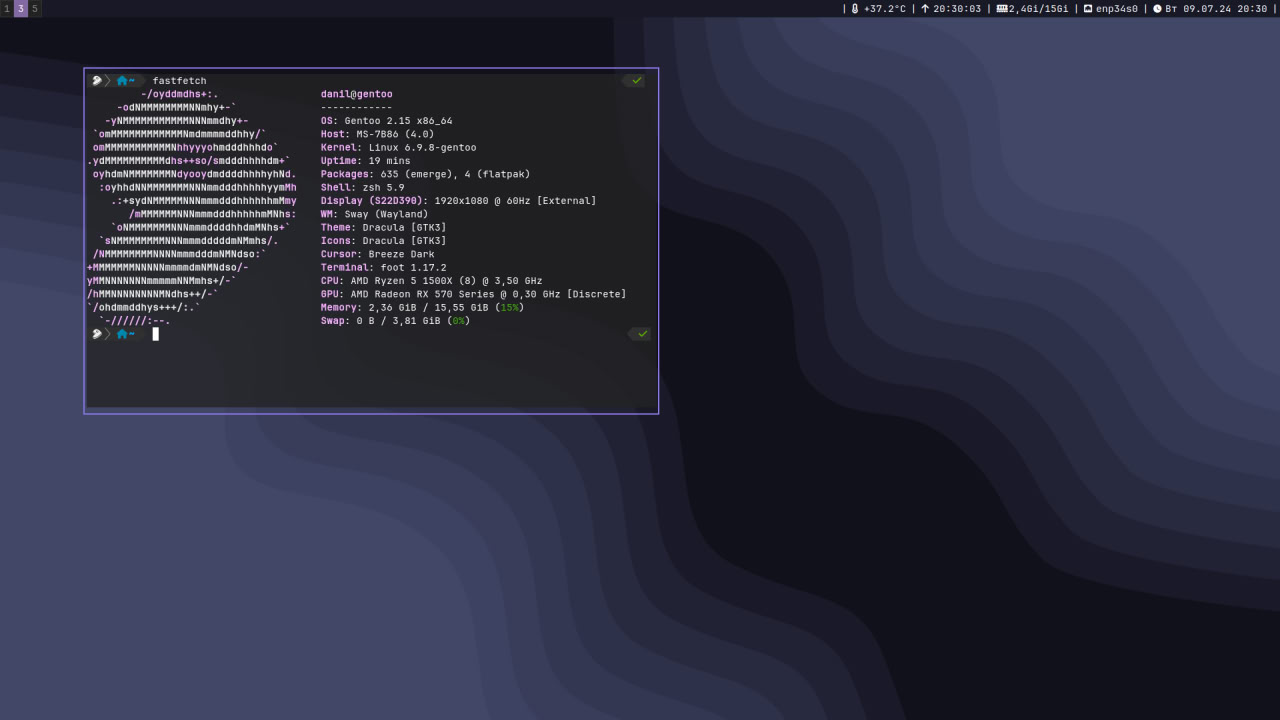 1 3 5 | +37.2°C | 20:30:03 | 2,4Gi/15Gi | enp34s0 | Вт 09.07.24 20:30 |
~ fastfetch
-/oyddmdhs+:. danil@gentoo
-odNMMMMMMMMNNmhy+-` ------------
-yNMMMMMMMMMMMNNNmmdhy+- OS: Gentoo 2.15 x86_64
`omMMMMMMMMMMMMNmdmmmmddhhy/` Host: MS-7B86 (4.0)
omMMMMMMMMMMMNhhyyyohmdddhhhdo` Kernel: Linux 6.9.8-gentoo
.ydMMMMMMMMMMdhs++so/smdddhhhhdm+` Uptime: 19 mins
oyhdmNMMMMMMMNdyooydmddddhhhhyhNd. Packages: 635 (emerge), 4 (flatpak)
:oyhhdNNMMMMMMMNNNmmdddhhhhhyymMh Shell: zsh 5.9
.:+sydNMMMMMNNNmmmdddhhhhhhmMmy Display (S22D390): 1920x1080 @ 60Hz [External]
/mMMMMMMNNNmmmdddhhhhhmMNhs: WM: Sway (Wayland)
`oNMMMMMMMNNNmmmddddhhdmMNhs+` Theme: Dracula [GTK3]
`sNMMMMMMMMNNNmmmdddddmNMmhs/. Icons: Dracula [GTK3]
/NMMMMMMMMNNNNmmmdddmNMNdso:` Cursor: Breeze Dark
+MMMMMMMNNNNNmmmmdmNMNdso/- Terminal: foot 1.17.2
yMMNNNNNNNmmmmmNNMmhs+/-` CPU: AMD Ryzen 5 1500X (8) @ 3,50 GHz
/hMMNNNNNNNNMNdhs++/-` GPU: AMD Radeon RX 570 Series @ 0,30 GHz [Discrete]
`/ohdmmddhys+++/:.` Memory: 2,36 GiB / 15,55 GiB (15%)
`-//////:--. Swap: 0 B / 3,81 GiB (0%)
~